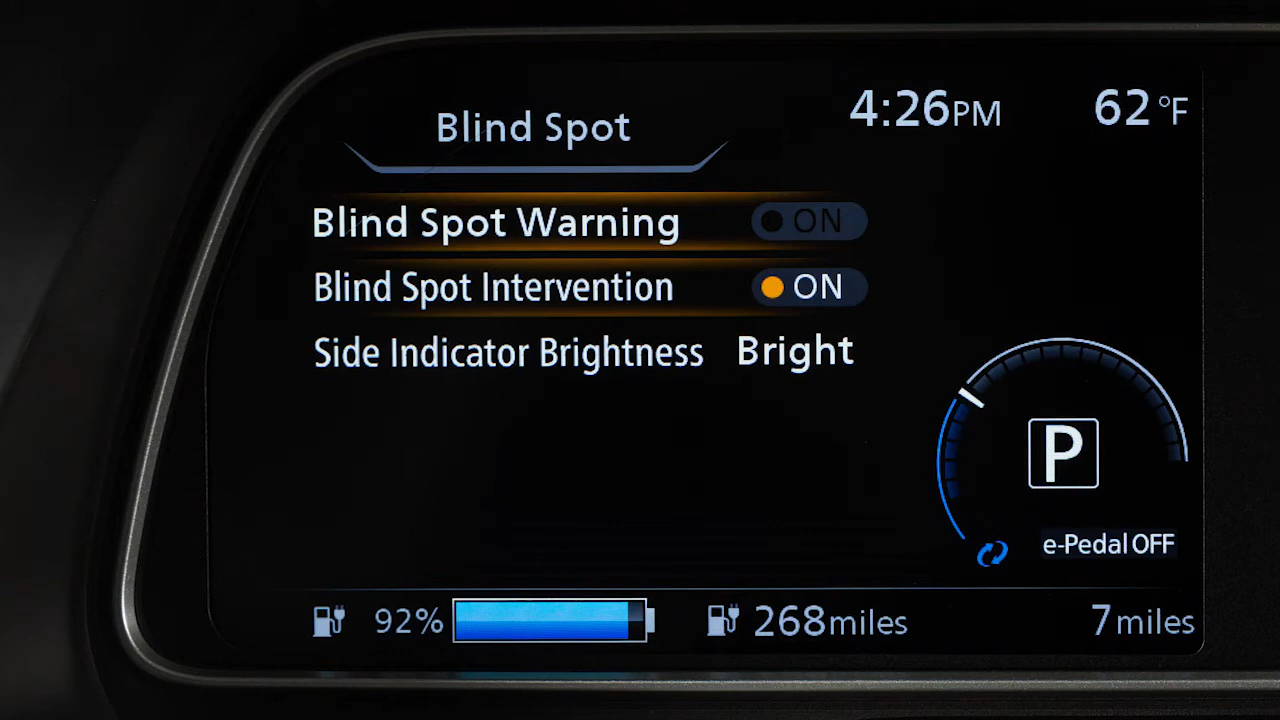 Blind Spot
4:26PM 62°F
Blind Spot Warning ON
Blind Spot Intervention ON
Side Indicator Brightness Bright
P
e-Pedal OFF
92% 268miles 7miles